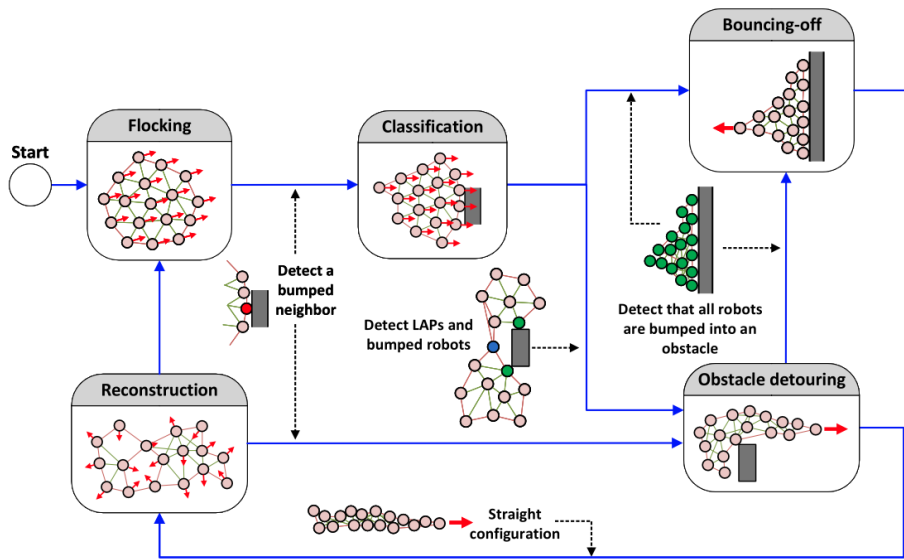 Bouncing-off
Flocking
Classification
Start
Detect a
bumped
neighbor
Detect LAPs and
bumped robots
Detect that all robots
are bumped into an
obstacle
Reconstruction
Obstacle detouring
Straight
configuration